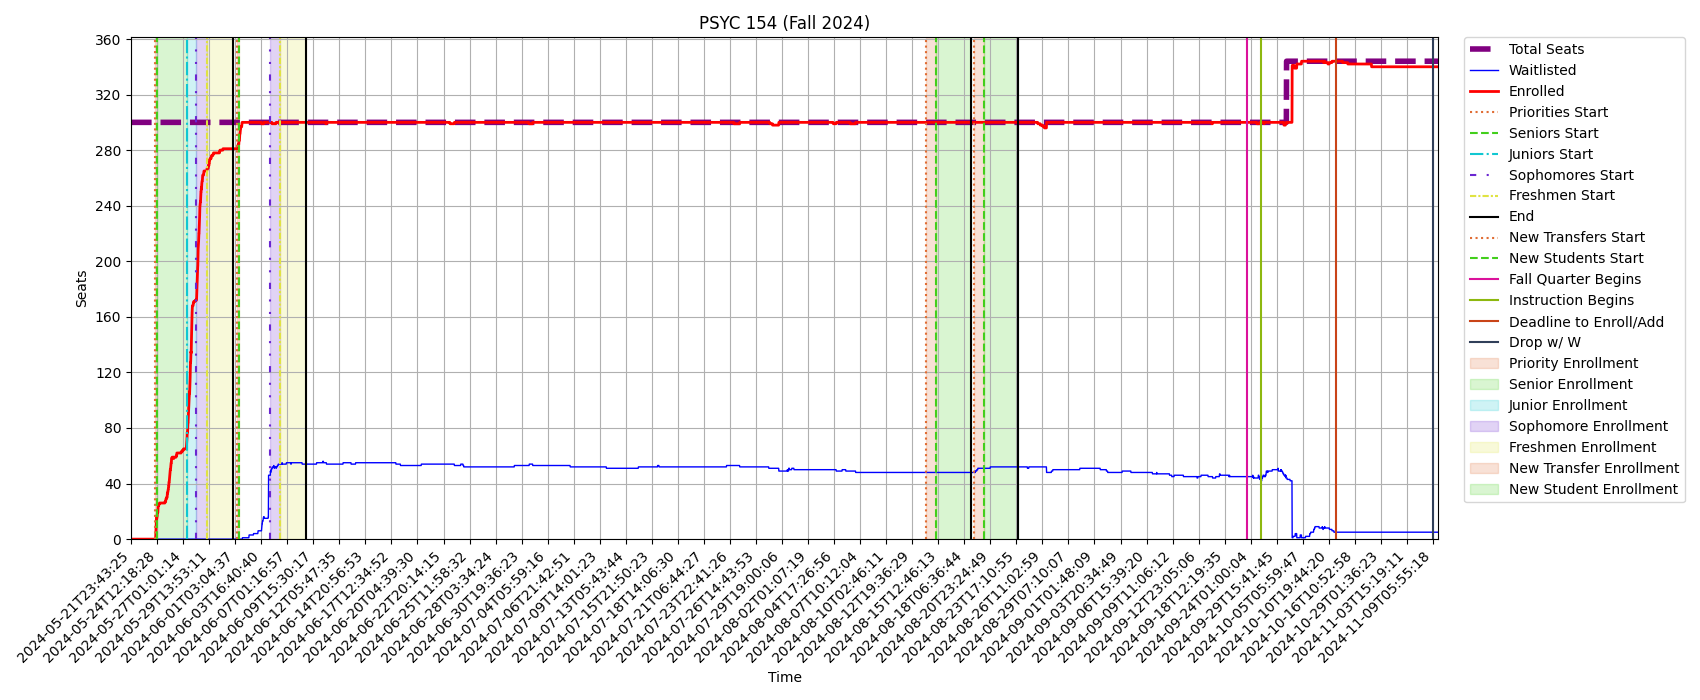 PSYC 154 (Fall 2024)
360
320
280
240
200
160
120
80
40
0
Seats
2024-05-21T23:43:25
2024-05-24T12:18:28
2024-05-27T01:01:14
2024-05-29T13:53:11
2024-06-01T03:04:37
2024-06-03T16:40:40
2024-06-07T01:16:57
2024-06-09T15:30:17
2024-06-12T05:47:35
2024-06-14T20:56:53
2024-06-17T12:34:52
2024-06-20T04:39:30
2024-06-22T20:14:15
2024-06-25T11:58:32
2024-06-28T03:34:24
2024-06-30T19:36:23
2024-07-04T05:59:16
2024-07-06T21:42:51
2024-07-09T14:01:23
2024-07-13T05:43:44
2024-07-15T21:50:23
2024-07-18T14:06:30
2024-07-21T06:44:27
2024-07-23T22:41:26
2024-07-26T14:43:53
2024-07-29T19:00:06
2024-08-02T01:07:19
2024-08-04T17:26:56
2024-08-07T10:12:04
2024-08-10T02:46:11
2024-08-12T19:36:29
2024-08-15T12:46:13
2024-08-18T06:36:44
2024-08-20T23:24:49
2024-08-23T17:10:55
2024-08-26T11:02:59
2024-08-29T07:10:07
2024-09-01T01:48:09
2024-09-03T20:34:49
2024-09-06T15:39:20
2024-09-09T11:06:12
2024-09-12T23:05:06
2024-09-18T12:19:35
2024-09-24T01:00:04
2024-09-29T15:41:45
2024-10-05T05:59:47
2024-10-10T19:44:20
2024-10-16T10:52:58
2024-10-29T01:36:23
2024-11-03T15:19:11
2024-11-09T05:55:18
Time
Total Seats
Waitlisted
Enrolled
Priorities Start
Seniors Start
Juniors Start
Sophomores Start
Freshmen Start
End
New Transfers Start
New Students Start
Fall Quarter Begins
Instruction Begins
Deadline to Enroll/Add
Drop w/ W
Priority Enrollment
Senior Enrollment
Junior Enrollment
Sophomore Enrollment
Freshmen Enrollment
New Transfer Enrollment
New Student Enrollment